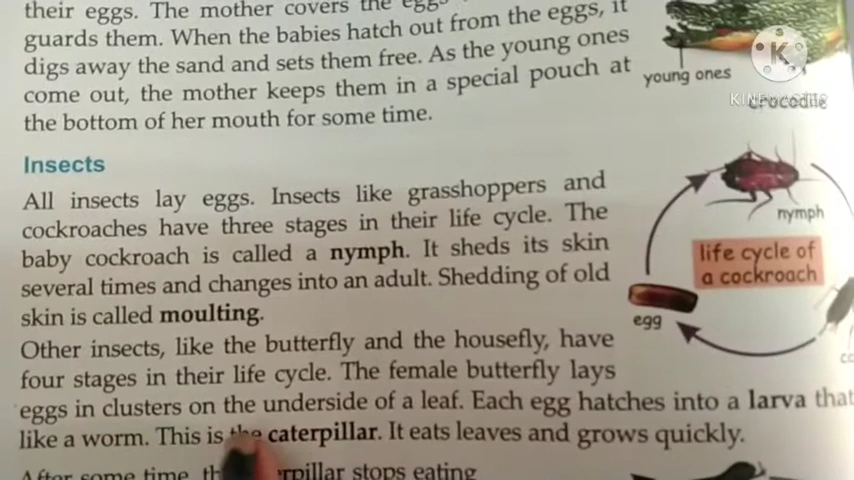 their eggs. The mother covers the eggs
guards them. When the babies hatch out from the eggs, it
digs away the sand and sets them free. As the young ones
come out, the mother keeps them in a special pouch at
the bottom of her mouth for some time.
young ones
crocodile
KINEMASTER
Insects
All insects lay eggs. Insects like grasshoppers and
cockroaches have three stages in their life cycle. The
baby cockroach is called a nymph. It sheds its skin
several times and changes into an adult. Shedding of old
skin is called moulting.
nymph
life cycle of
a cockroach
egg
Other insects, like the butterfly and the housefly, have
four stages in their life cycle. The female butterfly lays
eggs in clusters on the underside of a leaf. Each egg hatches into a larva that
like a worm. This is the caterpillar. It eats leaves and grows quickly.
After some time, stops eating